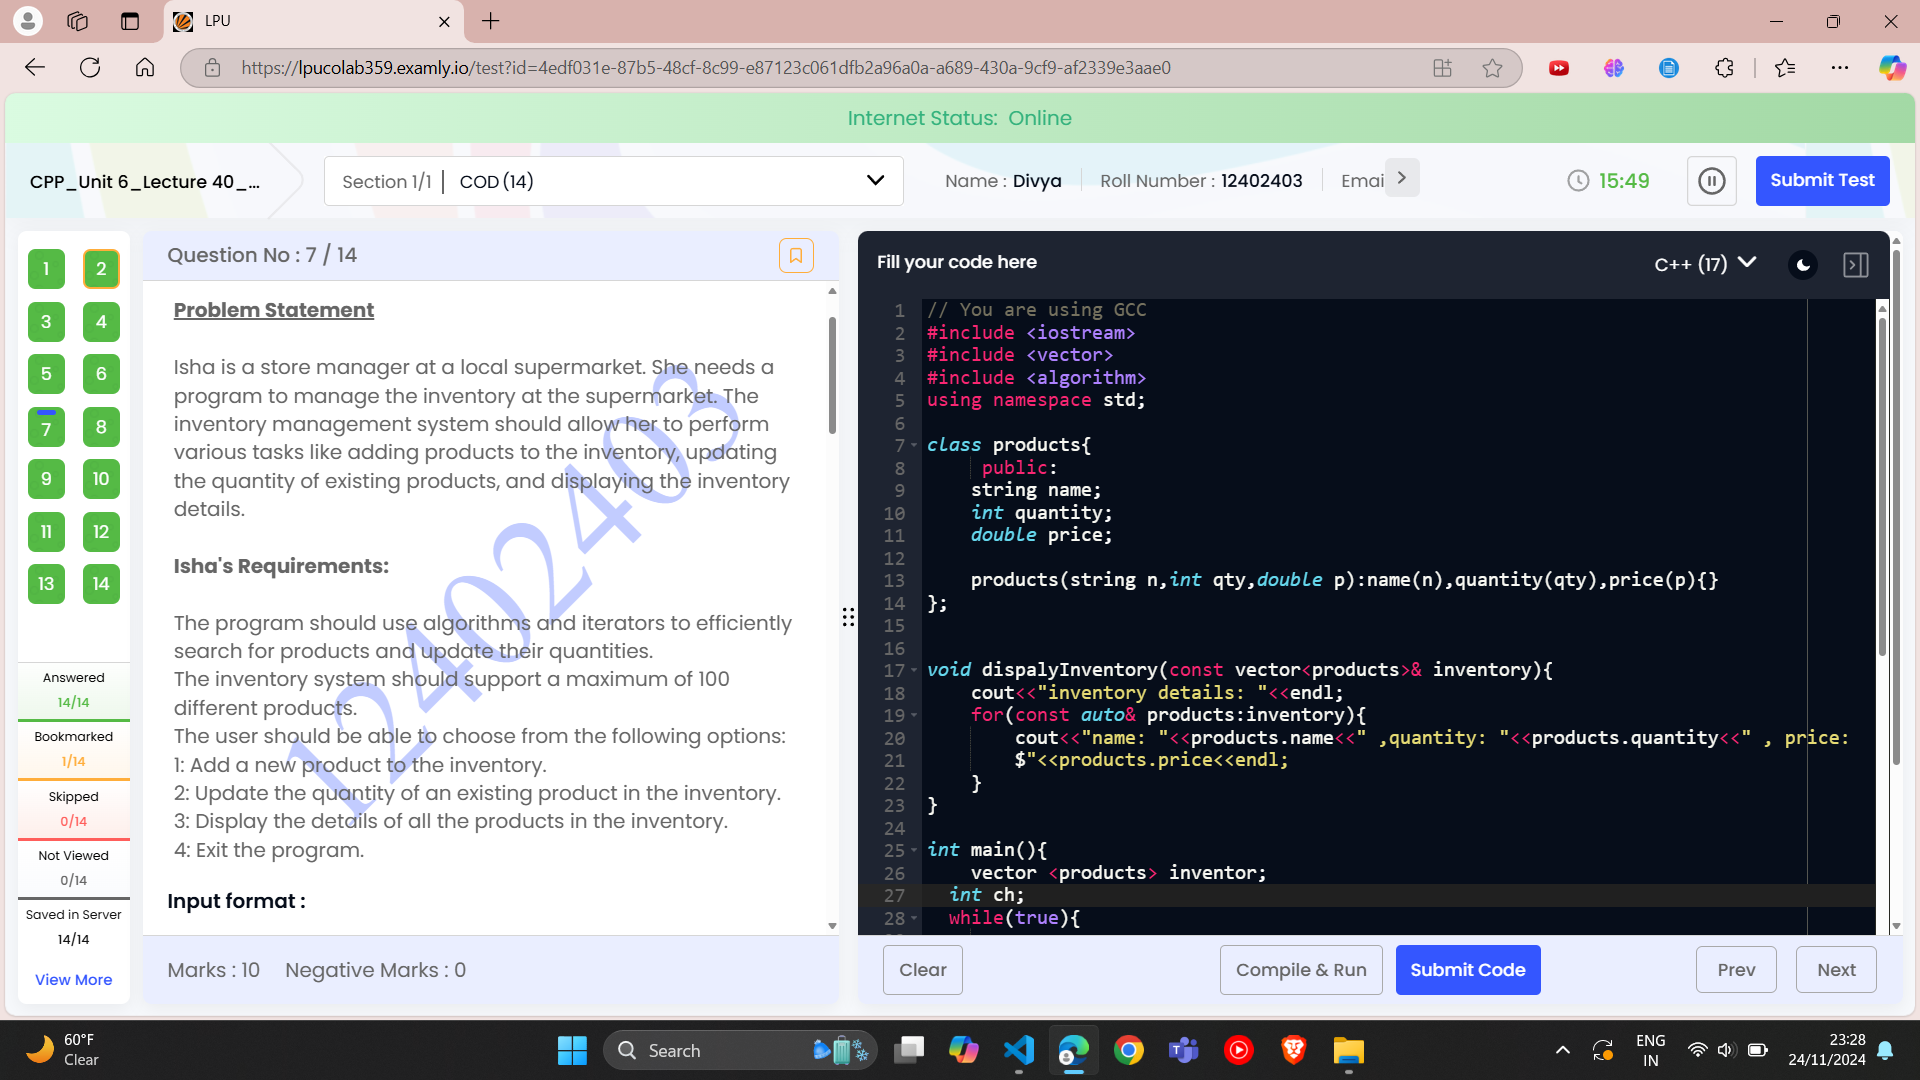 LPU
https://lpucolab359.examly.io/test?id=4edf031e-87b5-48cf-8c99-e87123c061dfb2a96a0a-a689-430a-9cf9-af2339e3aae0
Internet Status: Online
CPP_Unit 6_Lecture 40_...
Section 1/1 | COD (14)
Name : Divya
Roll Number : 12402403
Emai
15:49
Submit Test
1 2
3 4
5 6
7 8
9 10
11 12
13 14
Answered
14/14
Bookmarked
1/14
Skipped
0/14
Not Viewed
0/14
Saved in Server
14/14
View More
Question No : 7 / 14
Problem Statement
Isha is a store manager at a local supermarket. She needs a
program to manage the inventory at the supermarket. The
inventory management system should allow her to perform
various tasks like adding products to the inventory, updating
the quantity of existing products, and displaying the inventory
details.
Isha's Requirements:
The program should use algorithms and iterators to efficiently
search for products and update their quantities.
The inventory system should support a maximum of 100
different products.
The user should be able to choose from the following options:
1: Add a new product to the inventory.
2: Update the quantity of an existing product in the inventory.
3: Display the details of all the products in the inventory.
4: Exit the program.
Input format :
12402403
Marks : 10
Negative Marks : 0
Fill your code here
C++ (17)
1 // You are using GCC
2 #include <iostream>
3 #include <vector>
4 #include <algorithm>
5 using namespace std;
6
7 class products{
8 public:
9 string name;
10 int quantity;
11 double price;
12
13 products(string n,int qty,double p):name(n),quantity(qty),price(p){}
14 };
15
16
17 void dispalyInventory(const vector<products>& inventory){
18 cout<<"inventory details: "<<endl;
19 for(const auto& products:inventory){
20 cout<<"name: "<<products.name<<" ,quantity: "<<products.quantity<<" , price:
21 $"<<products.price<<endl;
22 }
23 }
24
25 int main(){
26 vector <products> inventor;
27 int ch;
28 while(true){
Clear
Compile & Run
Submit Code
Prev
Next
60°F
Clear
Search
ENG
IN
23:28
24/11/2024